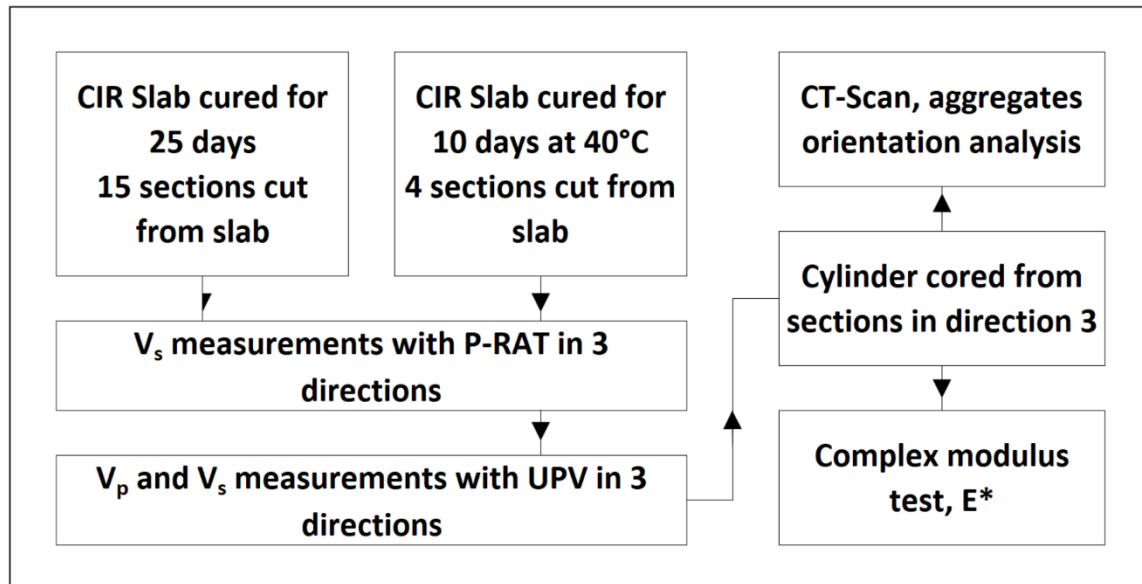 CIR Slab cured for
25 days
15 sections cut
from slab
CIR Slab cured for
10 days at 40°C
4 sections cut from
slab
Vₛ measurements with P-RAT in 3
directions
Vₚ and Vₛ measurements with UPV in 3
directions
CT-Scan, aggregates
orientation analysis
Cylinder cored from
sections in direction 3
Complex modulus
test, E*